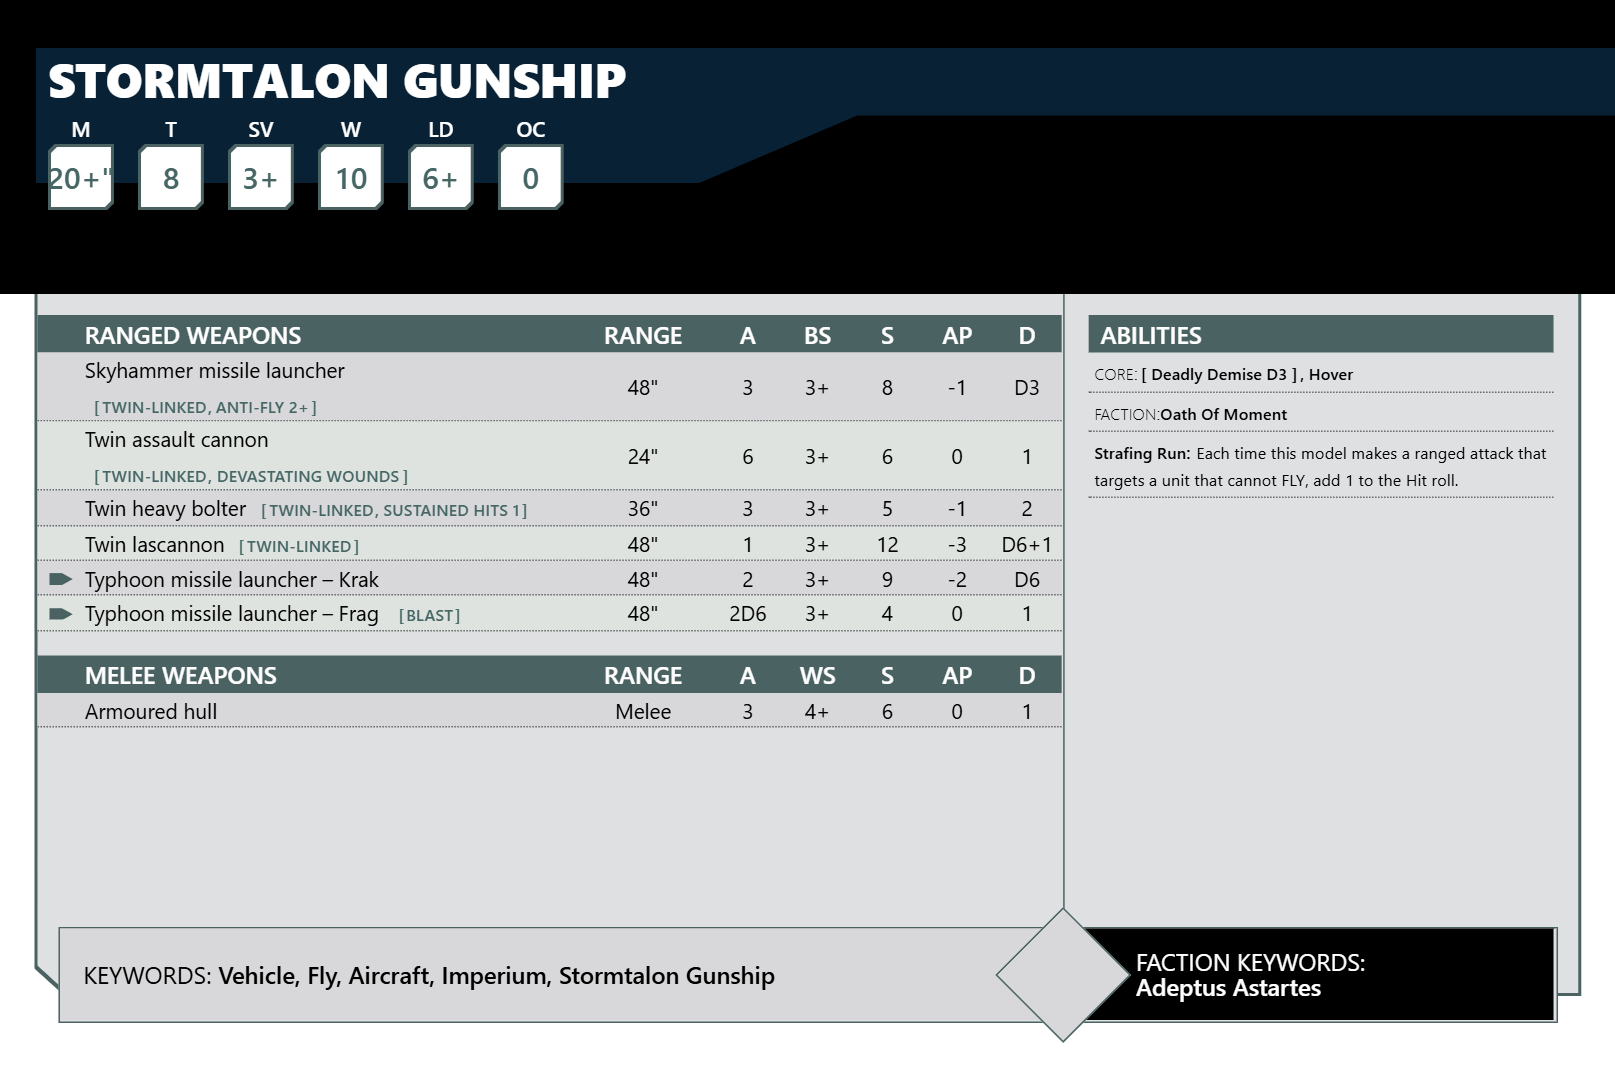 STORMTALON GUNSHIP
M T SV W LD OC
20+" 8 3+ 10 6+ 0
RANGED WEAPONS RANGE A BS S AP D
Skyhammer missile launcher 48" 3 3+ 8 -1 D3
[ TWIN-LINKED, ANTI-FLY 2+ ]
Twin assault cannon 24" 6 3+ 6 0 1
[ TWIN-LINKED, DEVASTATING WOUNDS ]
Twin heavy bolter [ TWIN-LINKED, SUSTAINED HITS 1 ] 36" 3 3+ 5 -1 2
Twin lascannon [ TWIN-LINKED ] 48" 1 3+ 12 -3 D6+1
Typhoon missile launcher – Krak 48" 2 3+ 9 -2 D6
Typhoon missile launcher – Frag [ BLAST ] 48" 2D6 3+ 4 0 1
MELEE WEAPONS RANGE A WS S AP D
Armoured hull Melee 3 4+ 6 0 1
ABILITIES
CORE: [ Deadly Demise D3 ] , Hover
FACTION:Oath Of Moment
Strafing Run: Each time this model makes a ranged attack that
targets a unit that cannot FLY, add 1 to the Hit roll.
KEYWORDS: Vehicle, Fly, Aircraft, Imperium, Stormtalon Gunship
FACTION KEYWORDS:
Adeptus Astartes